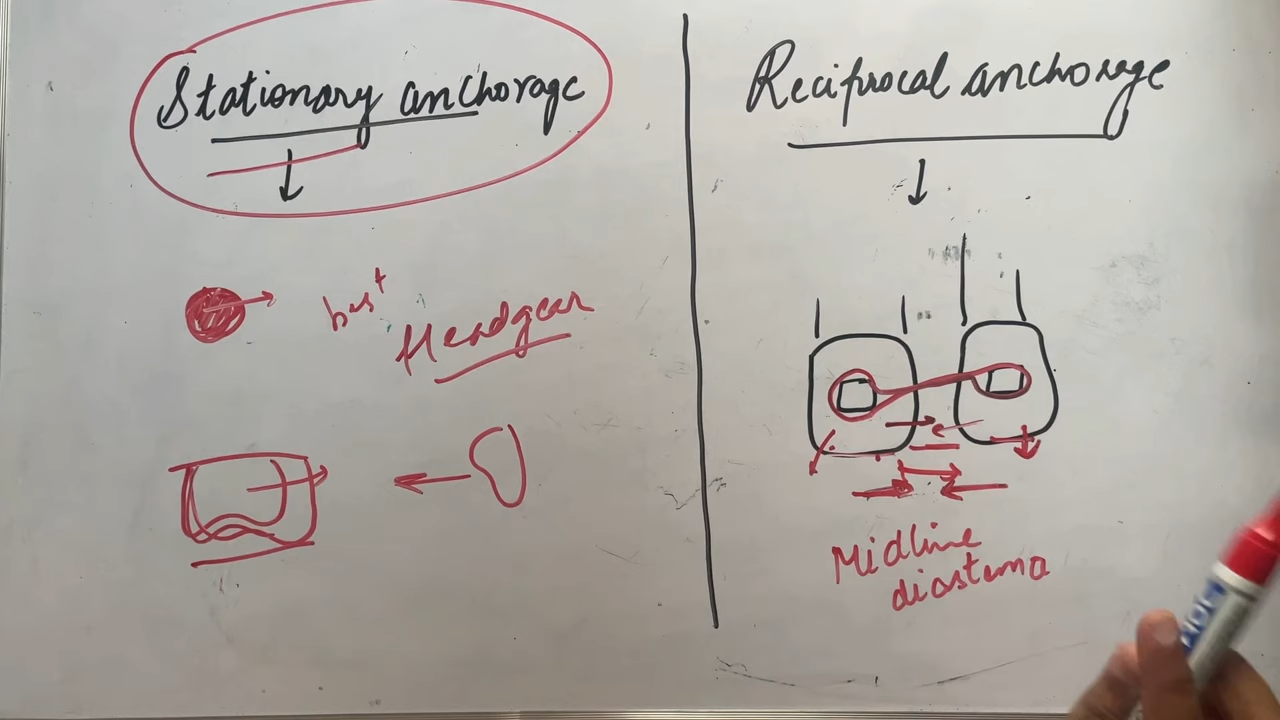 Stationary anchorage
Reciprocal anchorage
best
Headgear
Midline
diastema